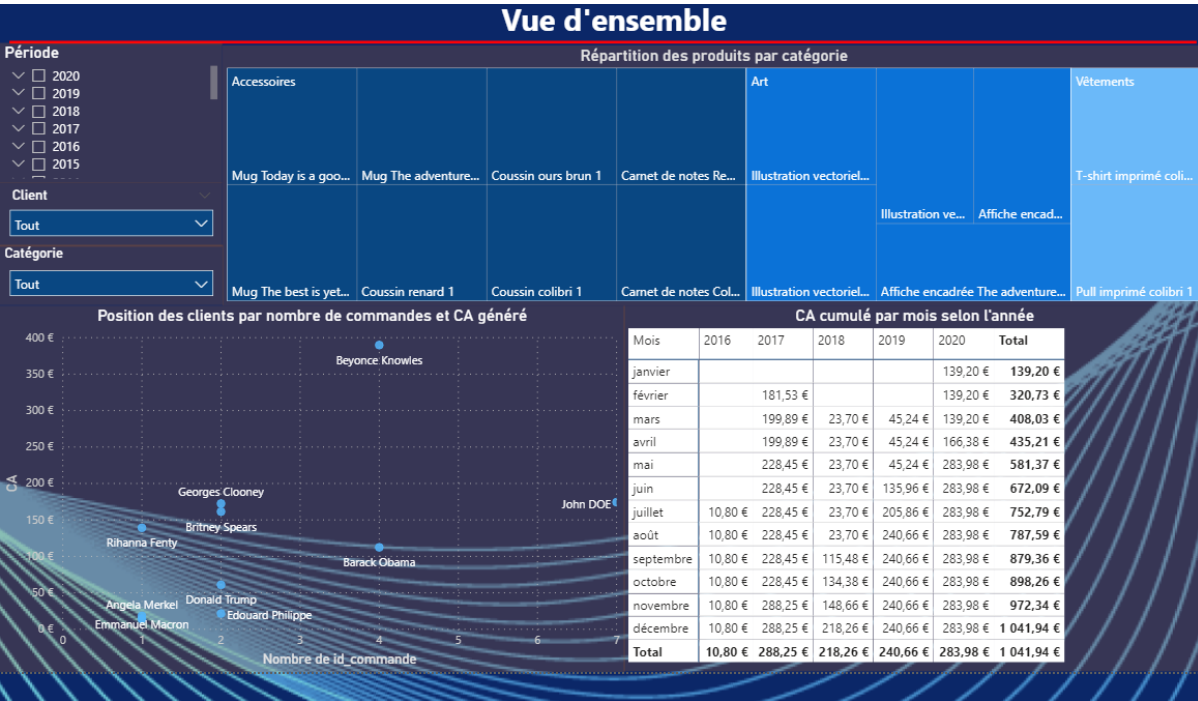 Vue d'ensemble
Période
2020
2019
2018
2017
2016
2015
Client
Tout
Catégorie
Tout
Répartition des produits par catégorie
Accessoires
Mug Today is a goo... Mug The adventure... Coussin ours brun 1 Carnet de notes Re...
Mug The best is yet... Coussin renard 1 Coussin colibri 1 Carnet de notes Col...
Art
Illustration vectoriel...
Illustration ve... Affiche encad...
Illustration vectoriel... Affiche encadrée The adventure...
Vêtements
T-shirt imprimé coli...
Pull imprimé colibri 1
Position des clients par nombre de commandes et CA généré
CA
400 €
350 €
300 €
250 €
200 €
150 €
100 €
50 €
0 €
Beyonce Knowles
Georges Clooney
John DOE
Britney Spears
Rihanna Fenty
Barack Obama
Donald Trump
Angela Merkel
Edouard Philippe
Emmanuel Macron
0 1 2 3 4 5 6 7
Nombre de id_commande
CA cumulé par mois selon l'année
Mois 2016 2017 2018 2019 2020 Total
janvier 139,20 € 139,20 €
février 181,53 € 139,20 € 320,73 €
mars 199,89 € 23,70 € 45,24 € 139,20 € 408,03 €
avril 199,89 € 23,70 € 45,24 € 166,38 € 435,21 €
mai 228,45 € 23,70 € 45,24 € 283,98 € 581,37 €
juin 228,45 € 23,70 € 135,96 € 283,98 € 672,09 €
juillet 10,80 € 228,45 € 23,70 € 205,86 € 283,98 € 752,79 €
août 10,80 € 228,45 € 23,70 € 240,66 € 283,98 € 787,59 €
septembre 10,80 € 228,45 € 115,48 € 240,66 € 283,98 € 879,36 €
octobre 10,80 € 228,45 € 134,38 € 240,66 € 283,98 € 898,26 €
novembre 10,80 € 288,25 € 148,66 € 240,66 € 283,98 € 972,34 €
décembre 10,80 € 288,25 € 218,26 € 240,66 € 283,98 € 1 041,94 €
Total 10,80 € 288,25 € 218,26 € 240,66 € 283,98 € 1 041,94 €